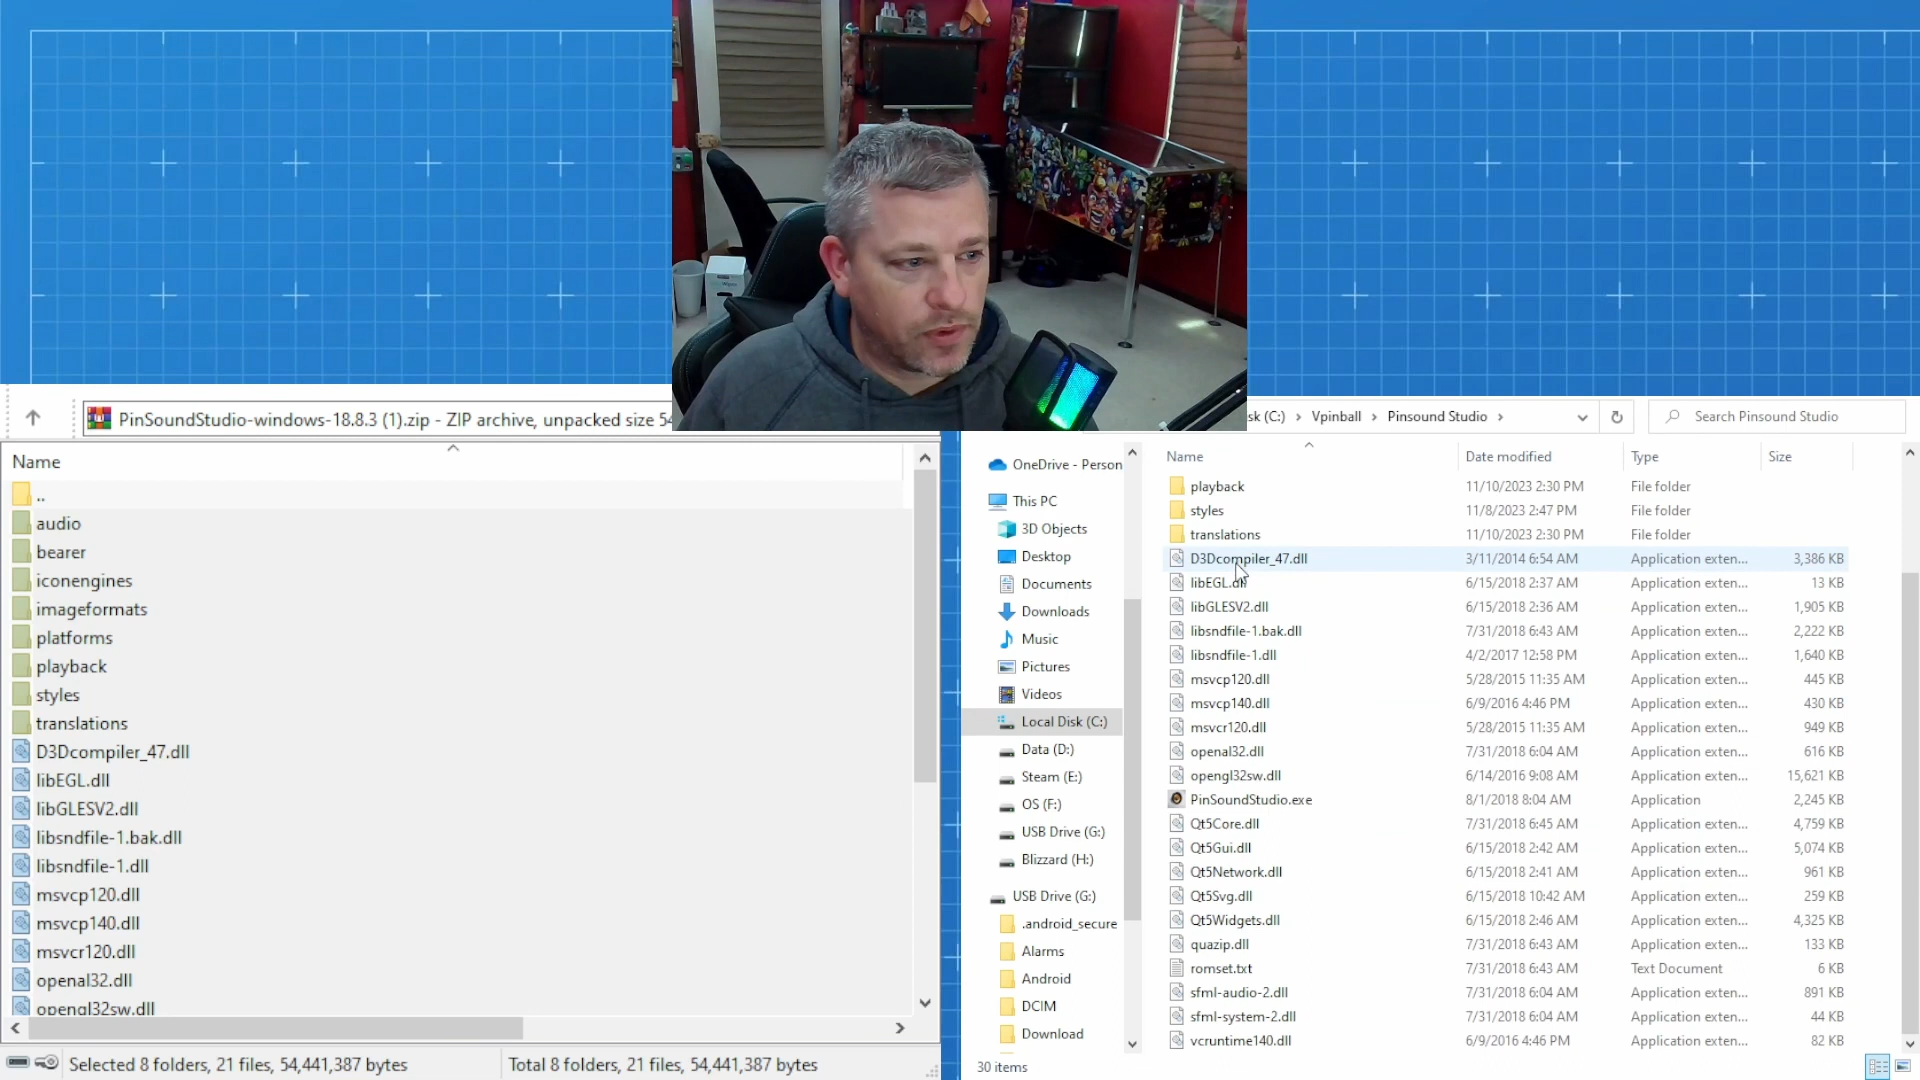 PinSoundStudio-windows-18.8.3 (1).zip - ZIP archive, unpacked size 54
Name
..
audio
bearer
iconengines
imageformats
platforms
playback
styles
translations
D3Dcompiler_47.dll
libEGL.dll
libGLESV2.dll
libsndfile-1.bak.dll
libsndfile-1.dll
msvcp120.dll
msvcp140.dll
msvcr120.dll
openal32.dll
opengl32sw.dll
Selected 8 folders, 21 files, 54,441,387 bytes
Total 8 folders, 21 files, 54,441,387 bytes
sk (C:) › Vpinball › Pinsound Studio ›
Search Pinsound Studio
OneDrive - Person
This PC
3D Objects
Desktop
Documents
Downloads
Music
Pictures
Videos
Local Disk (C:)
Data (D:)
Steam (E:)
OS (F:)
USB Drive (G:)
Blizzard (H:)
USB Drive (G:)
.android_secure
Alarms
Android
DCIM
Download
Name Date modified Type Size
playback 11/10/2023 2:30 PM File folder
styles 11/8/2023 2:47 PM File folder
translations 11/10/2023 2:30 PM File folder
D3Dcompiler_47.dll 3/11/2014 6:54 AM Application exten... 3,386 KB
libEGL.dll 6/15/2018 2:37 AM Application exten... 13 KB
libGLESV2.dll 6/15/2018 2:36 AM Application exten... 1,905 KB
libsndfile-1.bak.dll 7/31/2018 6:43 AM Application exten... 2,222 KB
libsndfile-1.dll 4/2/2017 12:58 PM Application exten... 1,640 KB
msvcp120.dll 5/28/2015 11:35 AM Application exten... 445 KB
msvcp140.dll 6/9/2016 4:46 PM Application exten... 430 KB
msvcr120.dll 5/28/2015 11:35 AM Application exten... 949 KB
openal32.dll 7/31/2018 6:04 AM Application exten... 616 KB
opengl32sw.dll 6/14/2016 9:08 AM Application exten... 15,621 KB
PinSoundStudio.exe 8/1/2018 8:04 AM Application 2,245 KB
Qt5Core.dll 7/31/2018 6:45 AM Application exten... 4,759 KB
Qt5Gui.dll 6/15/2018 2:42 AM Application exten... 5,074 KB
Qt5Network.dll 6/15/2018 2:41 AM Application exten... 961 KB
Qt5Svg.dll 6/15/2018 10:42 AM Application exten... 259 KB
Qt5Widgets.dll 6/15/2018 2:46 AM Application exten... 4,325 KB
quazip.dll 7/31/2018 6:43 AM Application exten... 133 KB
romset.txt 7/31/2018 6:43 AM Text Document 6 KB
sfml-audio-2.dll 7/31/2018 6:04 AM Application exten... 891 KB
sfml-system-2.dll 7/31/2018 6:04 AM Application exten... 44 KB
vcruntime140.dll 6/9/2016 4:46 PM Application exten... 82 KB
30 items